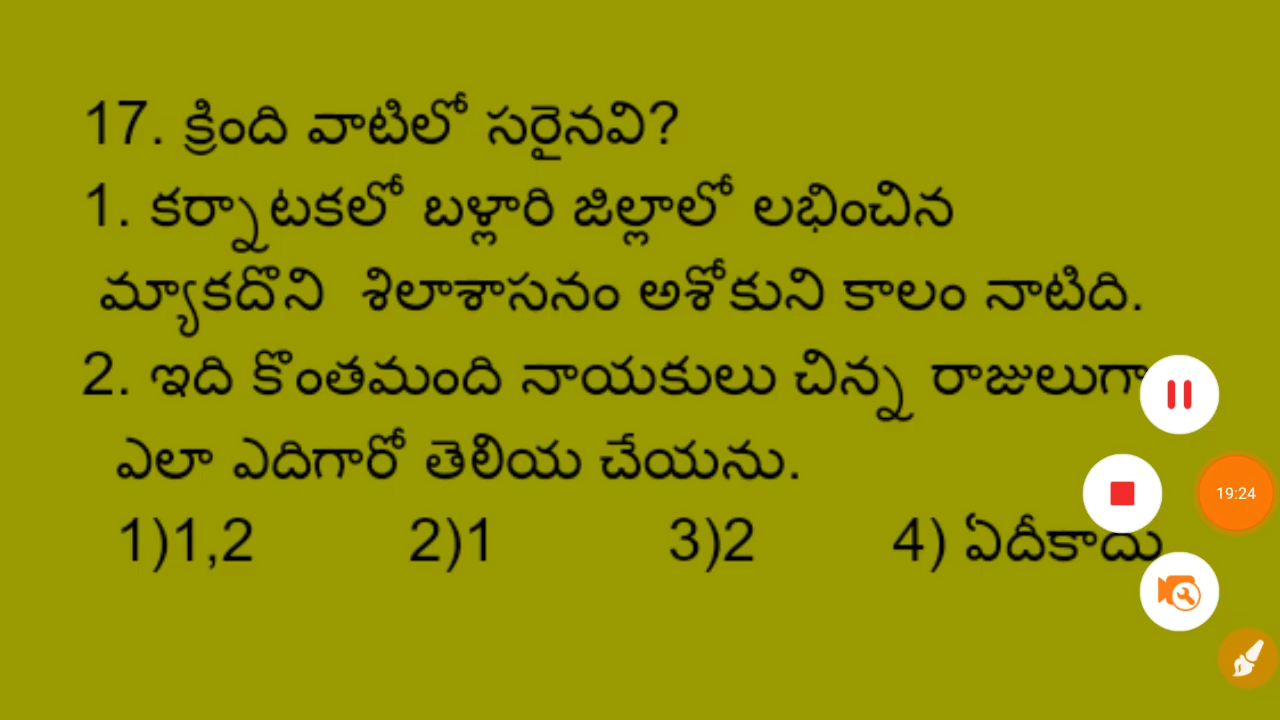 17. క్రింది వాటిలో సరైనవి?
1. కర్నాటకలో బళ్లారి జిల్లాలో లభించిన
మ్యాకదొని శిలాశాసనం అశోకుని కాలం నాటిది.
2. ఇది కొంతమంది నాయకులు చిన్న రాజులుగా
ఎలా ఎదిగారో తెలియ చేయను.
1)1,2 2)1 3)2 4) ఏదీకాదు
19:24